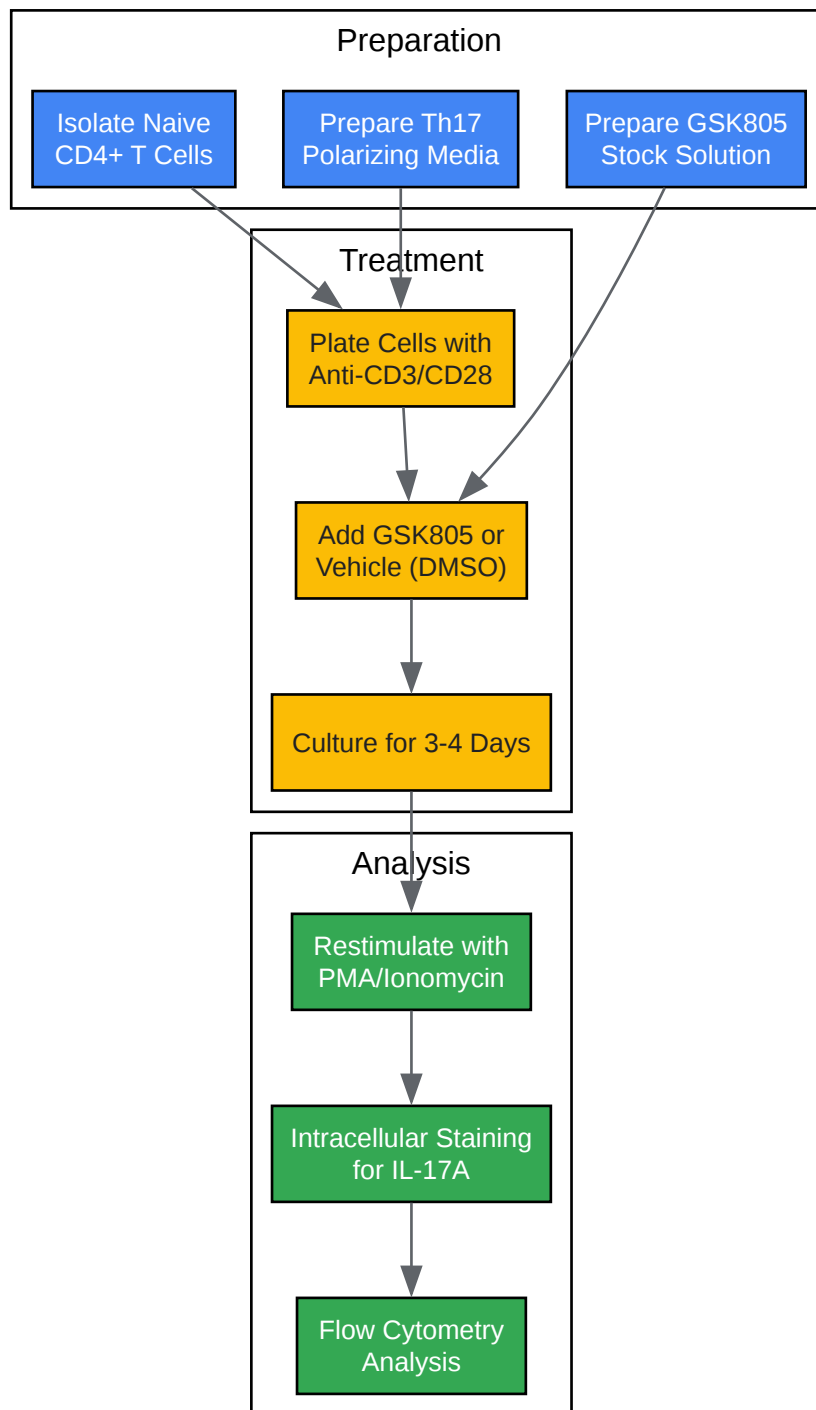 Preparation
Isolate Naive
CD4+ T Cells
Prepare Th17
Polarizing Media
Prepare GSK805
Stock Solution
Treatment
Plate Cells with
Anti-CD3/CD28
Add GSK805 or
Vehicle (DMSO)
Culture for 3-4 Days
Analysis
Restimulate with
PMA/Ionomycin
Intracellular Staining
for IL-17A
Flow Cytometry
Analysis